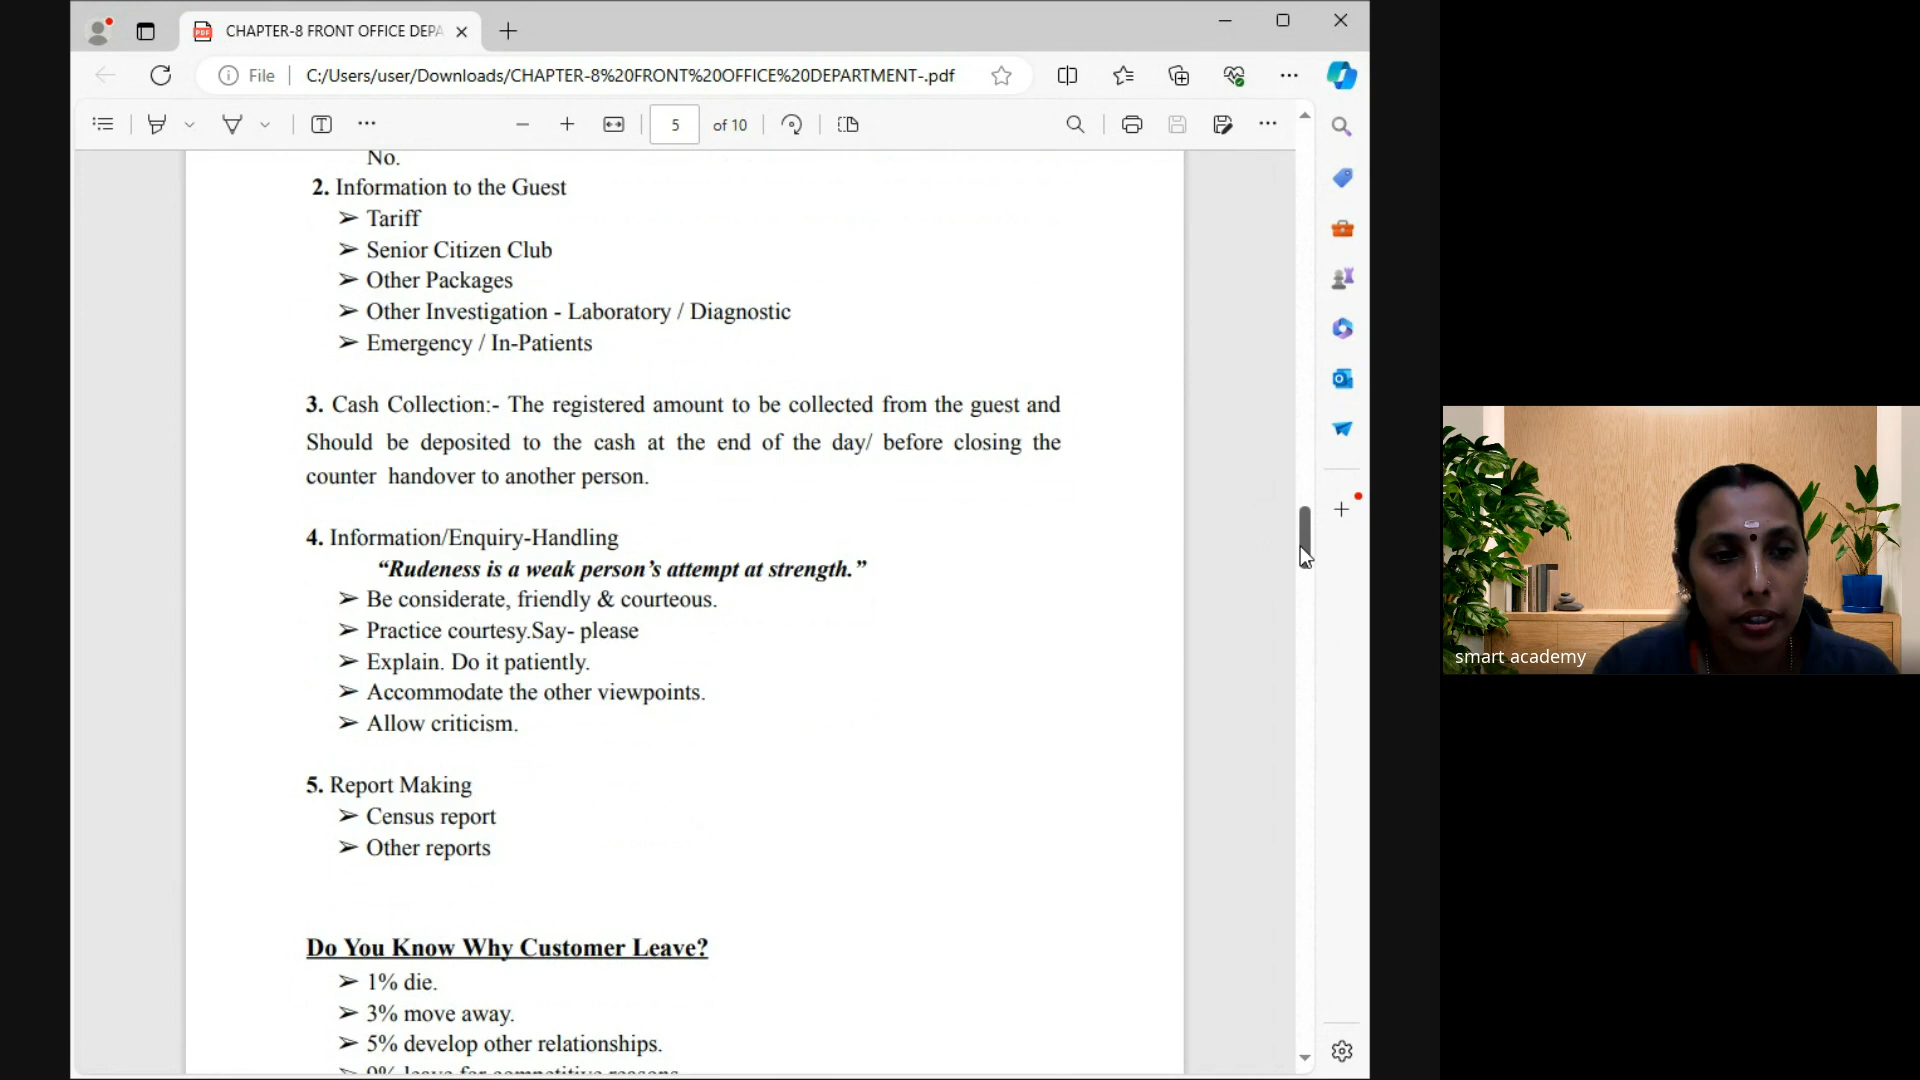 CHAPTER-8 FRONT OFFICE DEPA
File
C:/Users/user/Downloads/CHAPTER-8%20FRONT%20OFFICE%20DEPARTMENT-.pdf
5 of 10
No.
2. Information to the Guest
➢ Tariff
➢ Senior Citizen Club
➢ Other Packages
➢ Other Investigation - Laboratory / Diagnostic
➢ Emergency / In-Patients
3. Cash Collection:- The registered amount to be collected from the guest and
Should be deposited to the cash at the end of the day/ before closing the
counter handover to another person.
4. Information/Enquiry-Handling
“Rudeness is a weak person’s attempt at strength.”
➢ Be considerate, friendly & courteous.
➢ Practice courtesy.Say- please
➢ Explain. Do it patiently.
➢ Accommodate the other viewpoints.
➢ Allow criticism.
5. Report Making
➢ Census report
➢ Other reports
Do You Know Why Customer Leave?
➢ 1% die.
➢ 3% move away.
➢ 5% develop other relationships.
➢ 9% leave for competitive reasons
smart academy